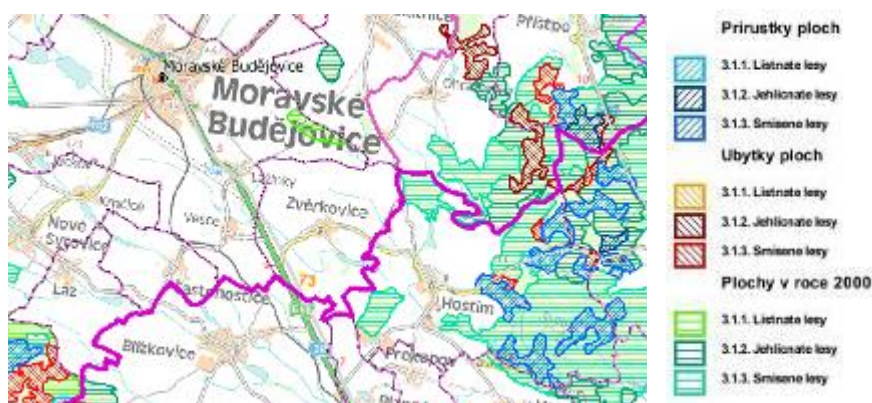 Přístpo
Moravské Budějovice
Moravské
Budějovice
Lažínky
Vesce
Zvěrkovice
Nové
Syrovice
Láz
73
Hostim
Blížkovice
Prirustky ploch
3.1.1. Listnate lesy
3.1.2. Jehlicnate lesy
3.1.3. Smisene lesy
Ubytky ploch
3.1.1. Listnate lesy
3.1.2. Jehlicnate lesy
3.1.3. Smisene lesy
Plochy v roce 2000
3.1.1. Listnate lesy
3.1.2. Jehlicnate lesy
3.1.3. Smisene lesy